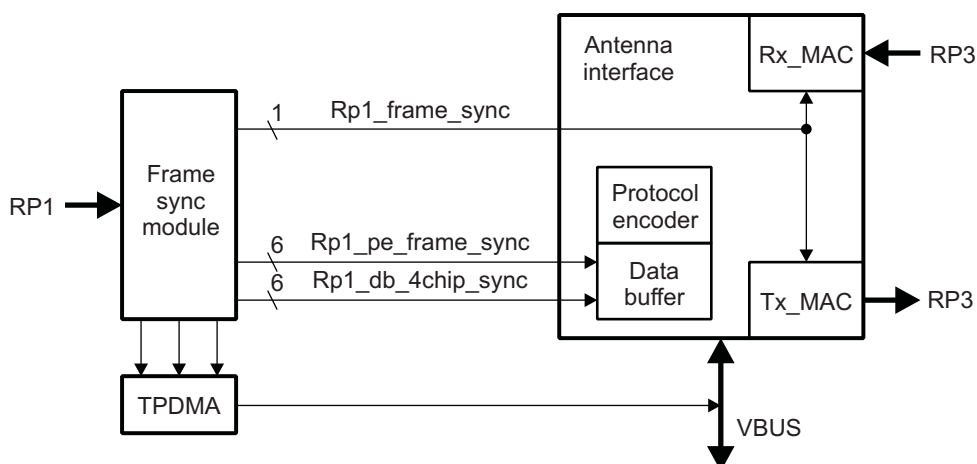 Antenna
interface
Rx_MAC
RP3
1
Rp1_frame_sync
Frame
sync
module
RP1
Protocol
encoder
6
Rp1_pe_frame_sync
6
Rp1_db_4chip_sync
Data
buffer
Tx_MAC
RP3
TPDMA
VBUS